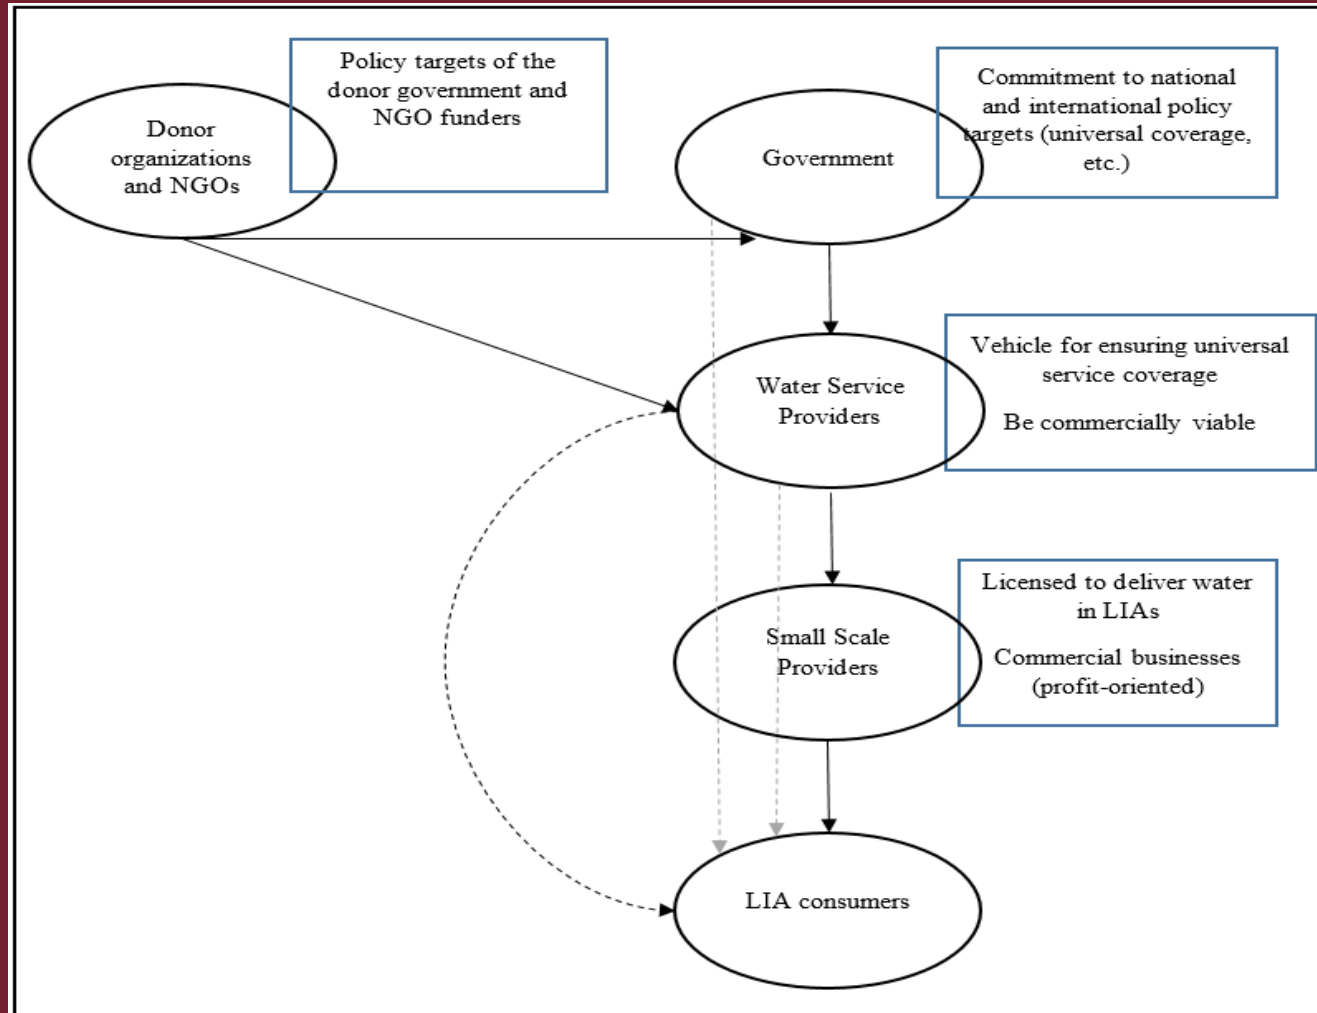 Donor
organizations
and NGOs
Policy targets of the
donor government and
NGO funders
Government
Commitment to national
and international policy
targets (universal coverage,
etc.)
Water Service
Providers
Vehicle for ensuring universal
service coverage
Be commercially viable
Small Scale
Providers
Licensed to deliver water
in LIAs
Commercial businesses
(profit-oriented)
LIA consumers